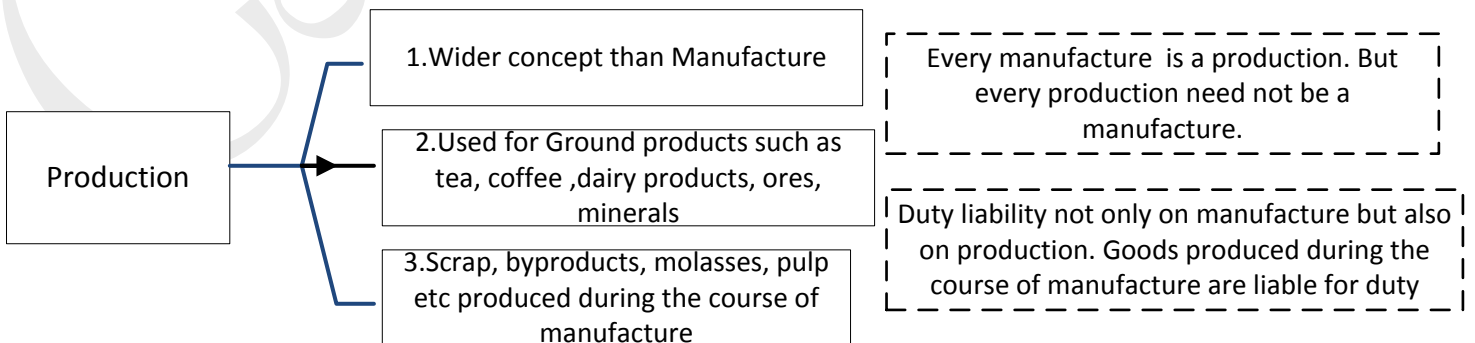 Production
1.Wider concept than Manufacture
2.Used for Ground products such as
tea, coffee ,dairy products, ores,
minerals
3.Scrap, byproducts, molasses, pulp
etc produced during the course of
manufacture
Every manufacture  is a production. But
every production need not be a
manufacture.
Duty liability not only on manufacture but also
on production. Goods produced during the
course of manufacture are liable for duty